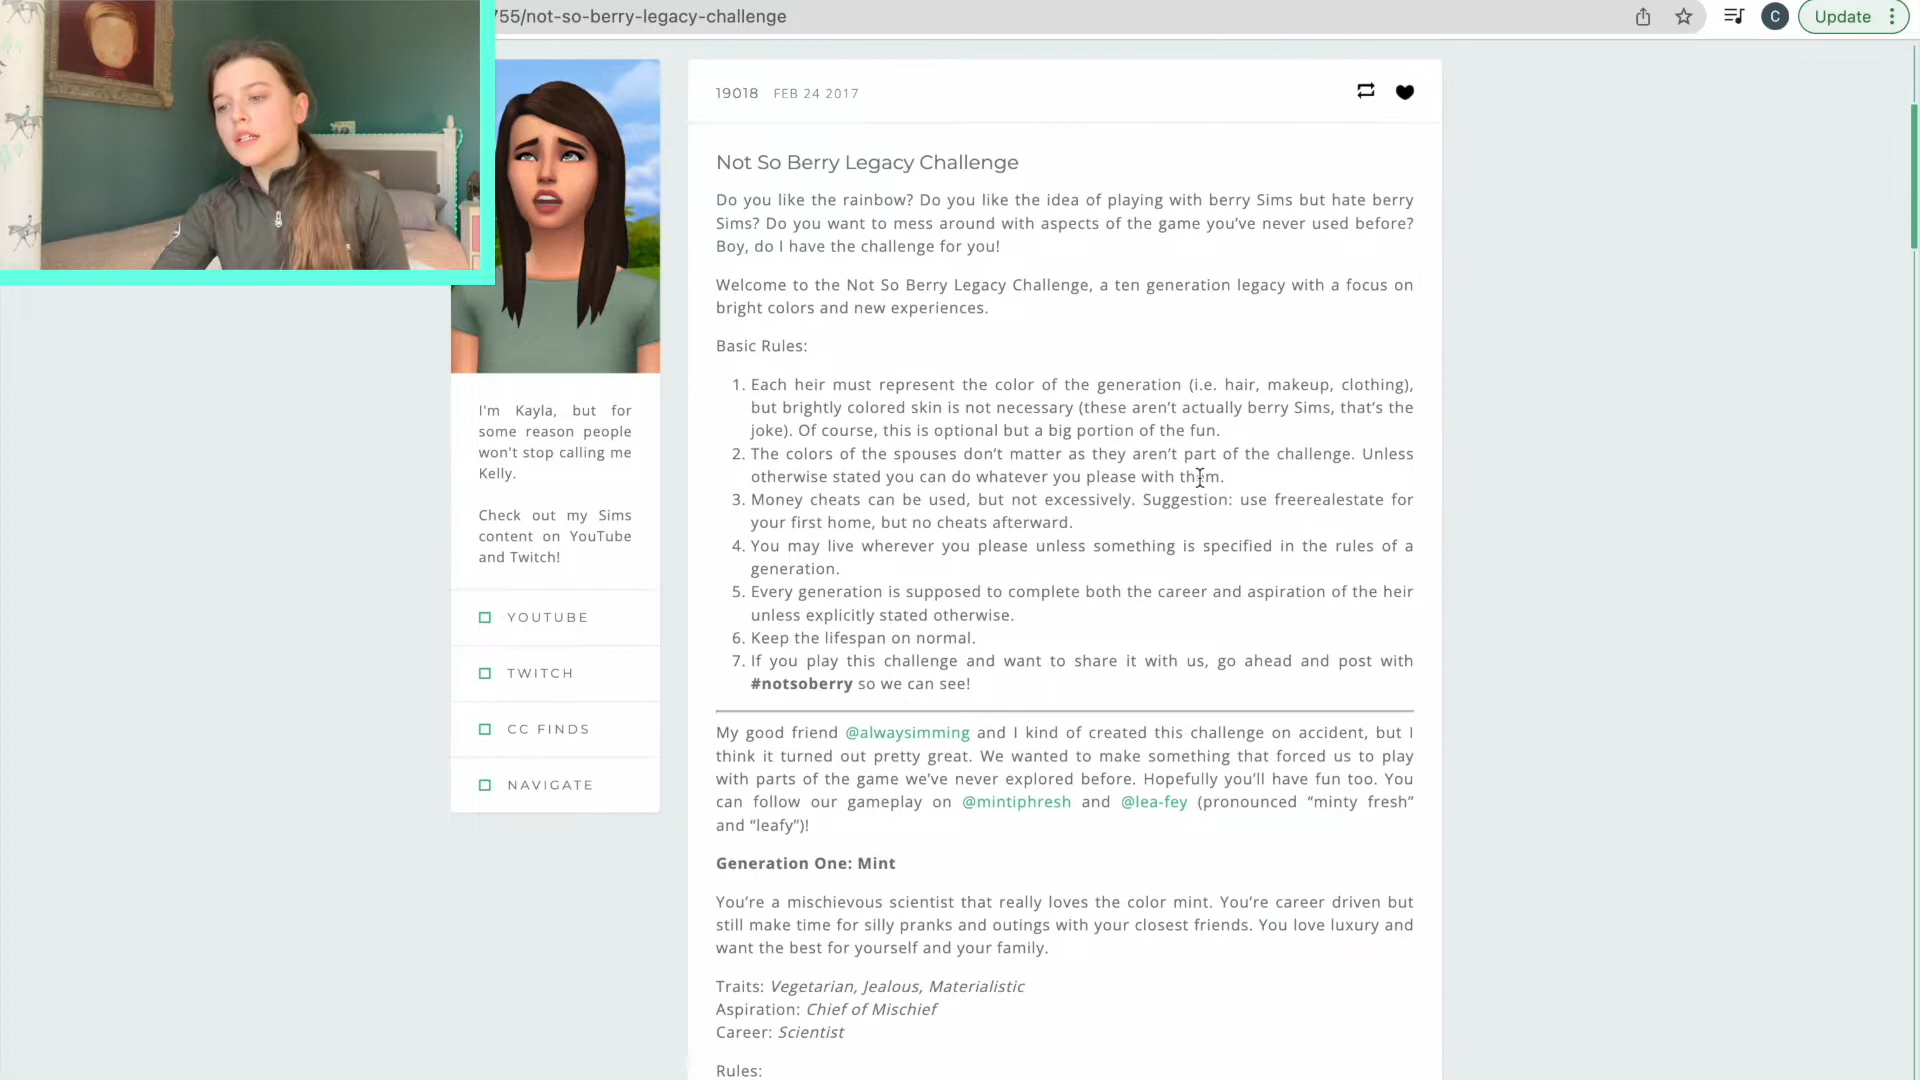 755/not-so-berry-legacy-challenge
C
Update
19018 FEB 24 2017
Not So Berry Legacy Challenge
Do you like the rainbow? Do you like the idea of playing with berry Sims but hate berry
Sims? Do you want to mess around with aspects of the game you’ve never used before?
Boy, do I have the challenge for you!
Welcome to the Not So Berry Legacy Challenge, a ten generation legacy with a focus on
bright colors and new experiences.
Basic Rules:
1. Each heir must represent the color of the generation (i.e. hair, makeup, clothing),
but brightly colored skin is not necessary (these aren’t actually berry Sims, that’s the
joke). Of course, this is optional but a big portion of the fun.
2. The colors of the spouses don’t matter as they aren’t part of the challenge. Unless
otherwise stated you can do whatever you please with them.
3. Money cheats can be used, but not excessively. Suggestion: use freerealestate for
your first home, but no cheats afterward.
4. You may live wherever you please unless something is specified in the rules of a
generation.
5. Every generation is supposed to complete both the career and aspiration of the heir
unless explicitly stated otherwise.
6. Keep the lifespan on normal.
7. If you play this challenge and want to share it with us, go ahead and post with
#notsoberry so we can see!
My good friend @alwaysimming and I kind of created this challenge on accident, but I
think it turned out pretty great. We wanted to make something that forced us to play
with parts of the game we’ve never explored before. Hopefully you’ll have fun too. You
can follow our gameplay on @mintiphresh and @lea-fey (pronounced “minty fresh”
and “leafy”)!
Generation One: Mint
You’re a mischievous scientist that really loves the color mint. You’re career driven but
still make time for silly pranks and outings with your closest friends. You love luxury and
want the best for yourself and your family.
Traits: Vegetarian, Jealous, Materialistic
Aspiration: Chief of Mischief
Career: Scientist
Rules:
I'm Kayla, but for
some reason people
won't stop calling me
Kelly.
Check out my Sims
content on YouTube
and Twitch!
YOUTUBE
TWITCH
CC FINDS
NAVIGATE